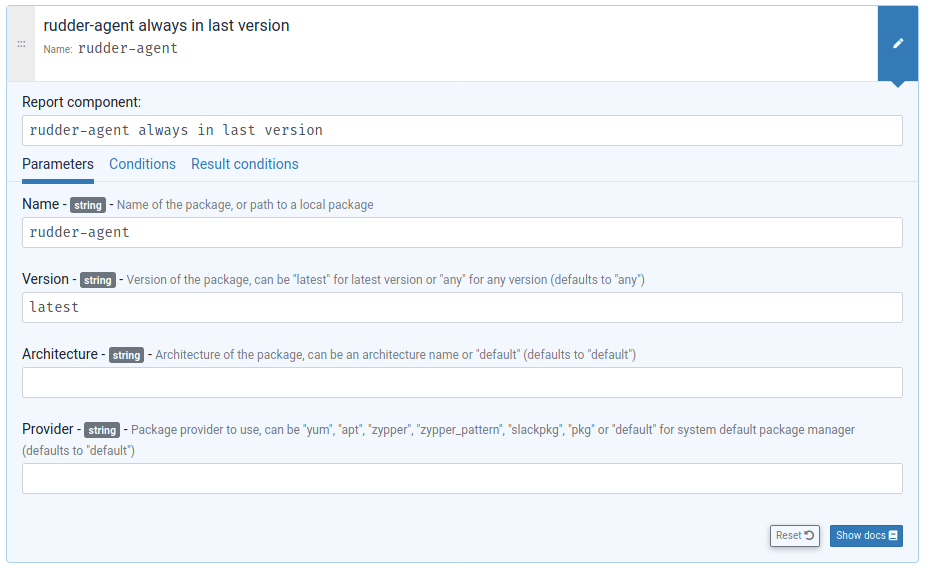 rudder-agent always in last version
Name: rudder-agent
Report component:
rudder-agent always in last version
Parameters Conditions Result conditions
Name - string - Name of the package, or path to a local package
rudder-agent
Version - string - Version of the package, can be "latest" for latest version or "any" for any version (defaults to "any")
latest
Architecture - string - Architecture of the package, can be an architecture name or "default" (defaults to "default")
Provider - string - Package provider to use, can be "yum", "apt", "zypper", "zypper_pattern", "slackpkg", "pkg" or "default" for system default package manager
(defaults to "default")
Reset Show docs